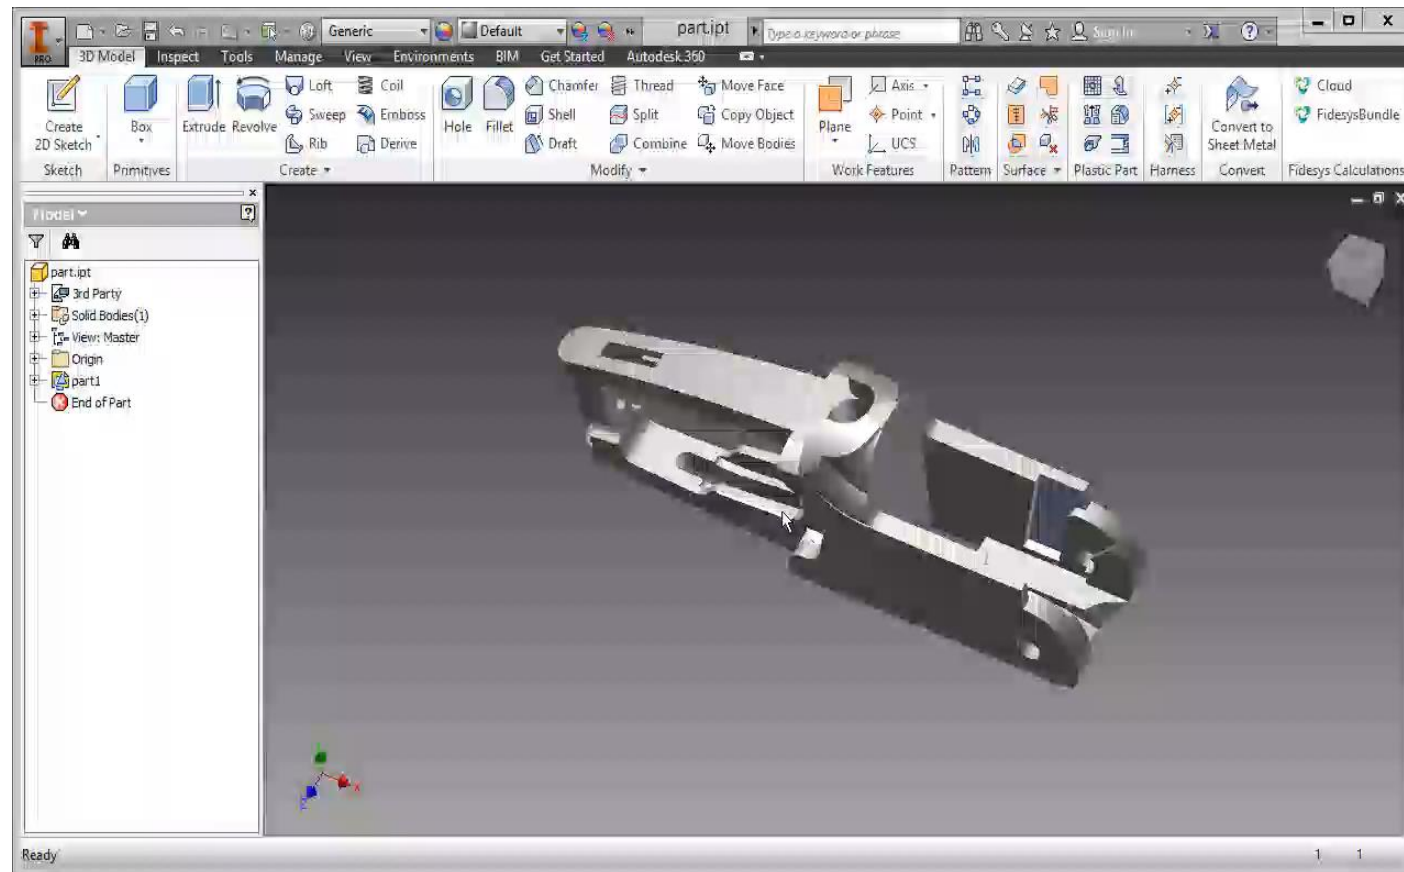 Generic
Default
part.ipt
Type a keyword or phrase
Sign In
PRO
3D Model Inspect Tools Manage View Environments BIM Get Started Autodesk 360
Create
2D Sketch
Box
Extrude Revolve
Loft
Sweep
Rib
Coil
Emboss
Derive
Hole Fillet
Chamfer
Shell
Draft
Thread
Split
Combine
Move Face
Copy Object
Move Bodies
Plane
Axis
Point
UCS
Convert to
Sheet Metal
Cloud
FidesysBundle
Sketch Primitives Create Modify Work Features Pattern Surface Plastic Part Harness Convert Fidesys Calculations
Model
part.ipt
3rd Party
Solid Bodies(1)
View: Master
Origin
part1
End of Part
x
z
Ready
1 1